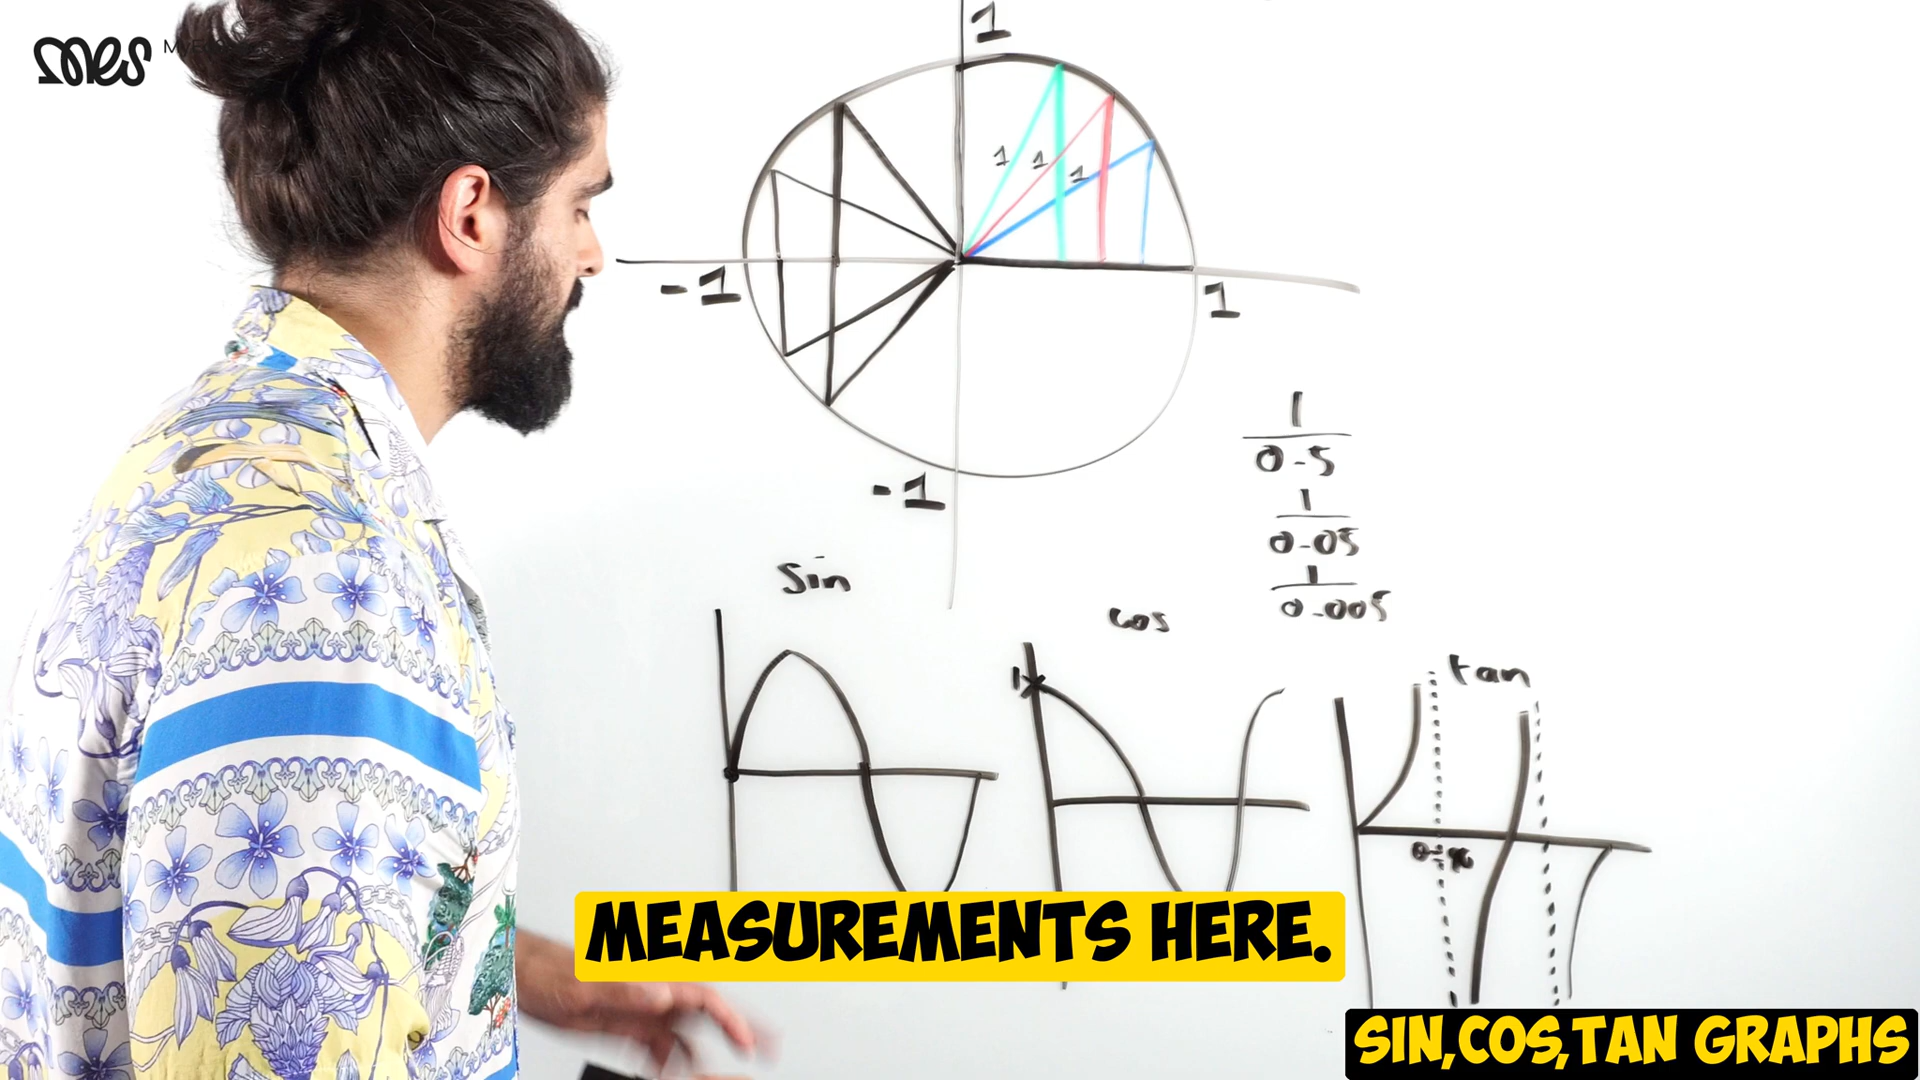 mes
1
1
1
1
-1
1
-1
1
0.5
1
0.05
1
0.005
sin
cos
tan
1
MEASUREMENTS HERE.
SIN,COS,TAN GRAPHS